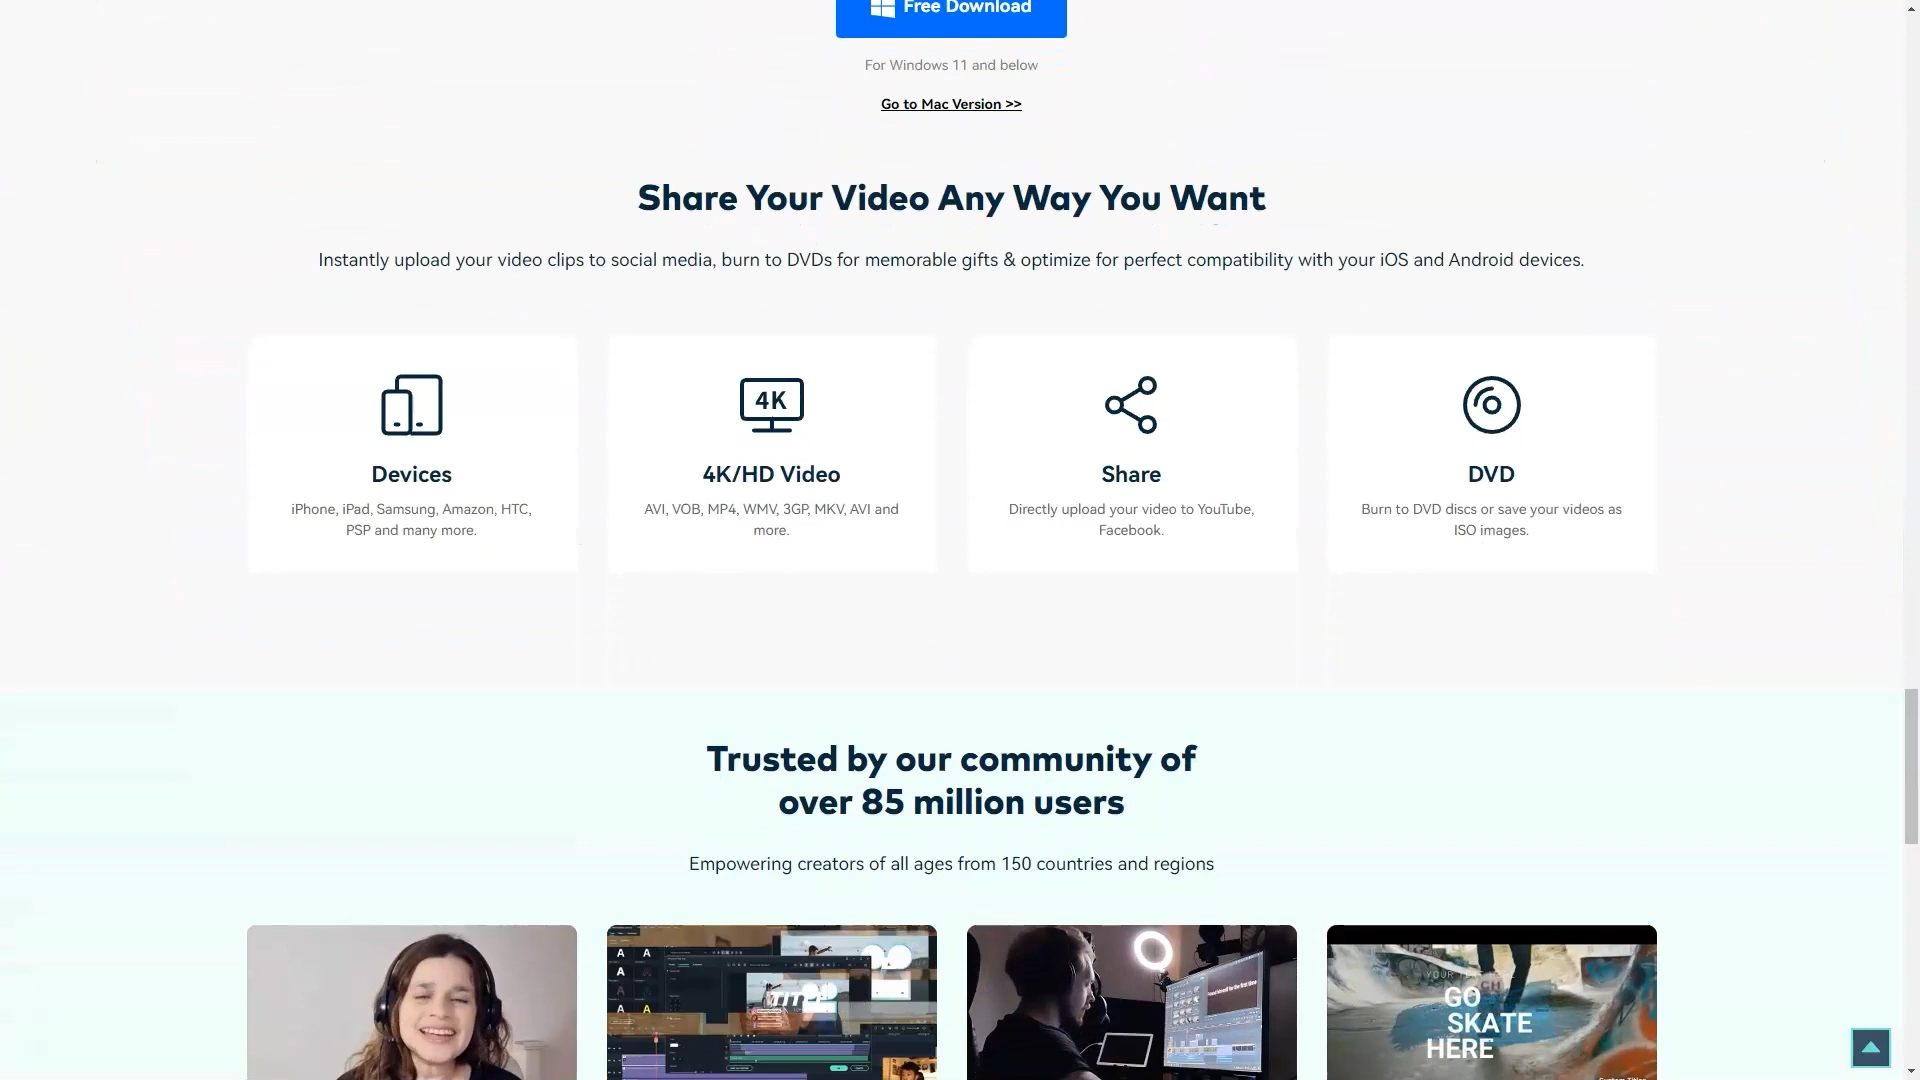 Free Download
For Windows 11 and below
Go to Mac Version >>
Share Your Video Any Way You Want
Instantly upload your video clips to social media, burn to DVDs for memorable gifts & optimize for perfect compatibility with your iOS and Android devices.
4K
Devices
iPhone, iPad, Samsung, Amazon, HTC,
PSP and many more.
4K/HD Video
AVI, VOB, MP4, WMV, 3GP, MKV, AVI and
more.
Share
Directly upload your video to YouTube,
Facebook.
DVD
Burn to DVD discs or save your videos as
ISO images.
Trusted by our community of
over 85 million users
Empowering creators of all ages from 150 countries and regions
GO
SKATE
HERE